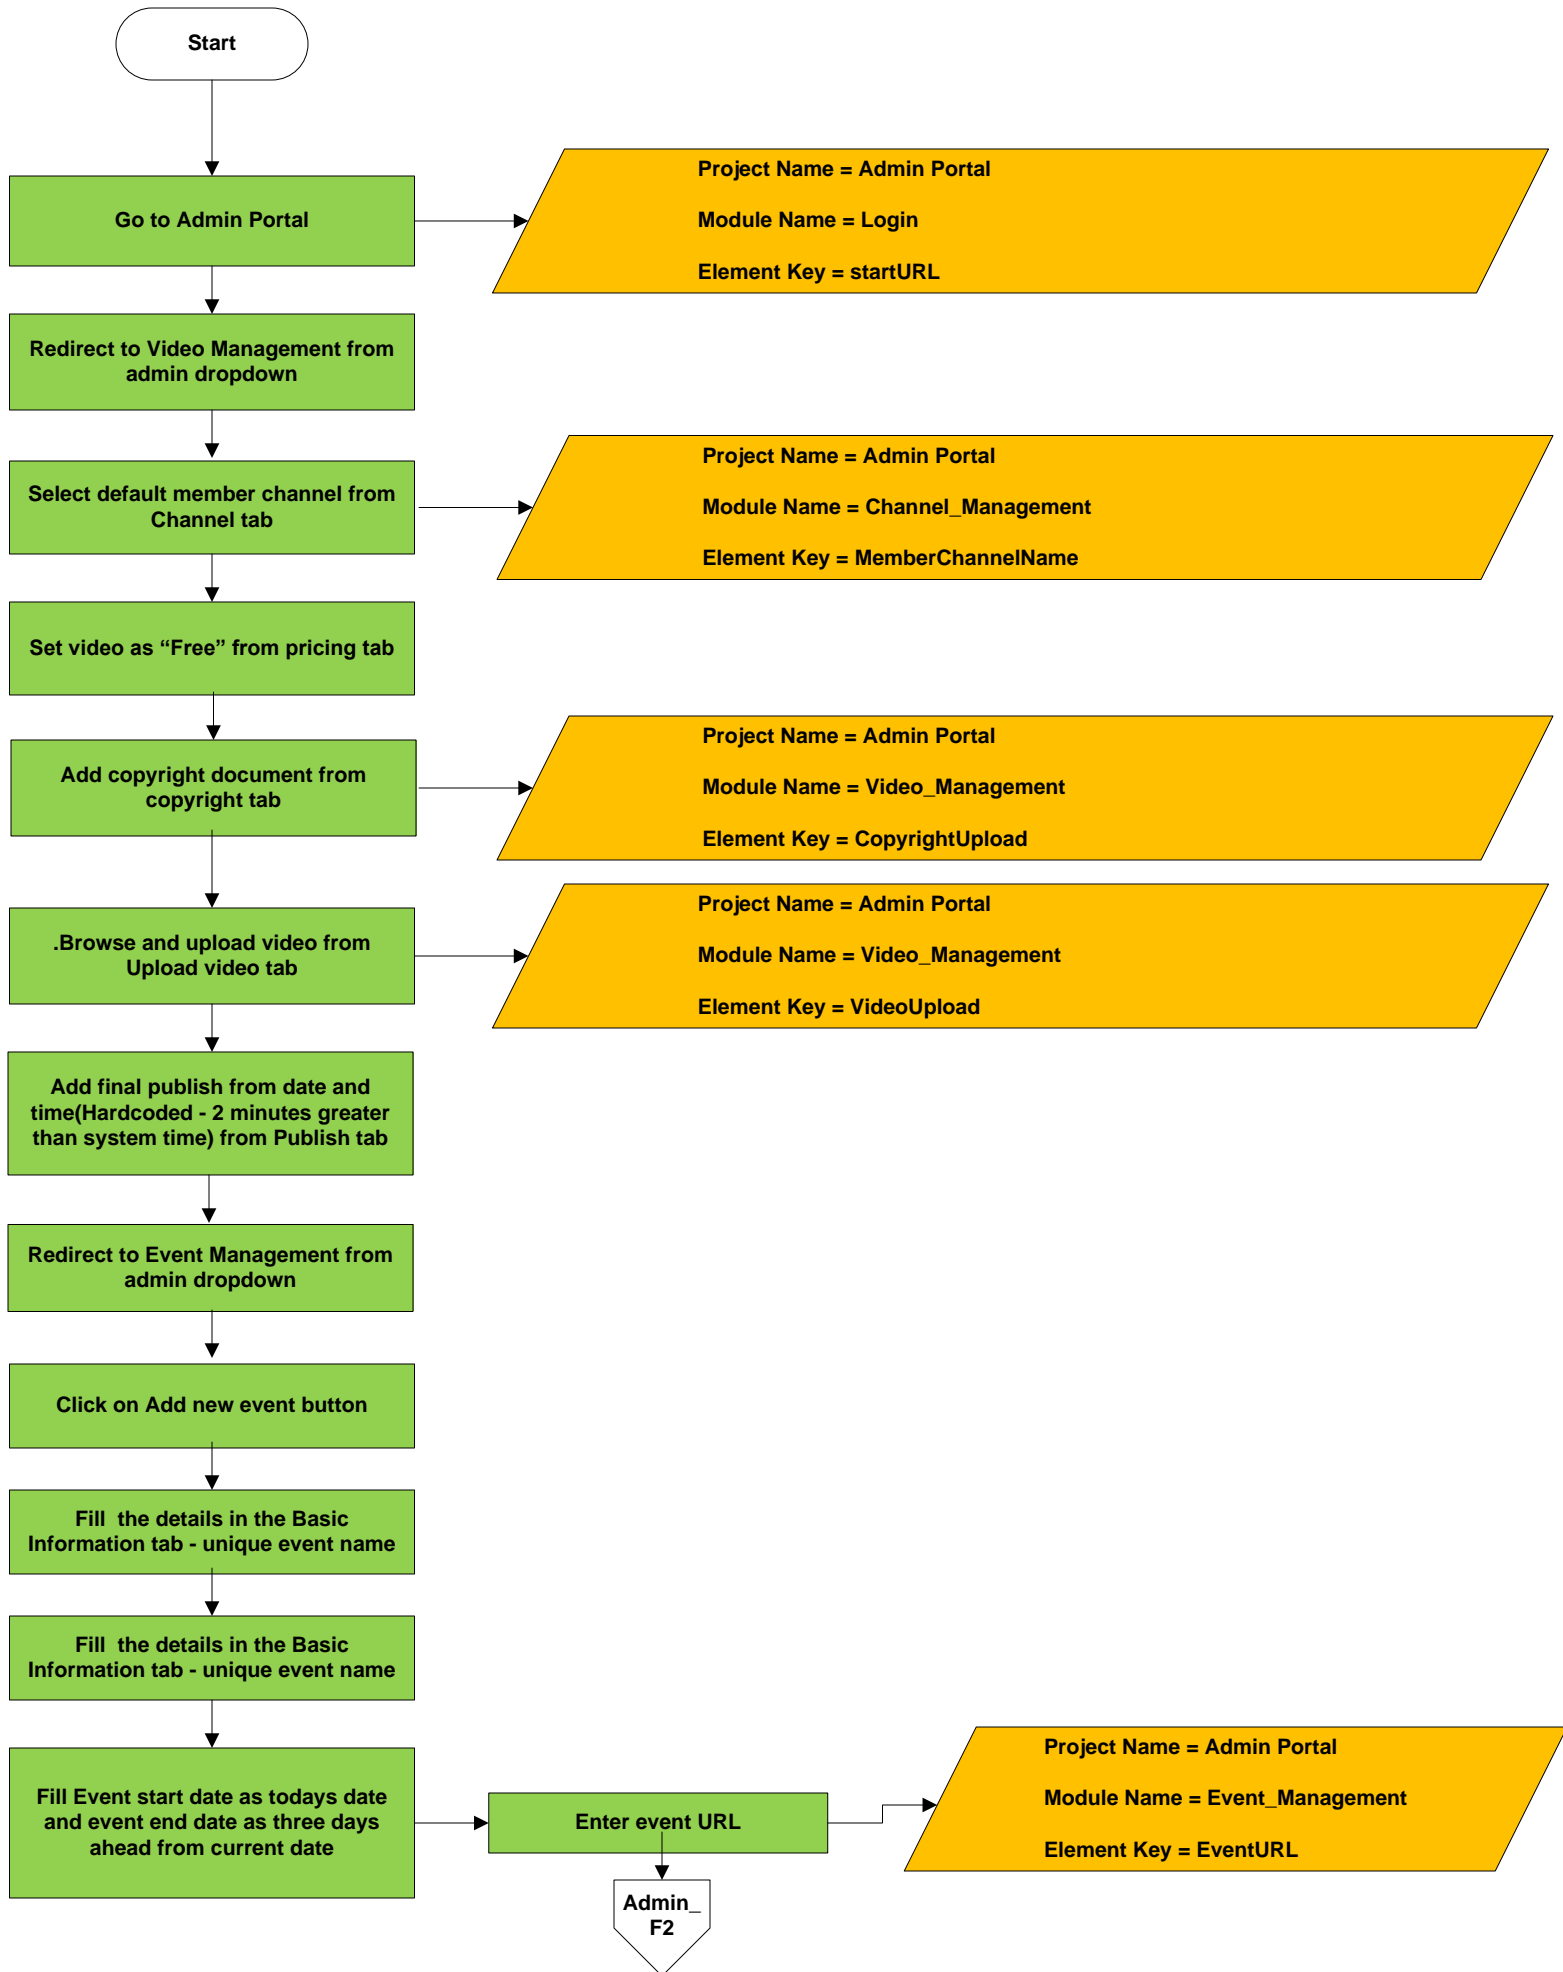 Start
Go to Admin Portal
Project Name = Admin Portal
Module Name = Login
Element Key = startURL
Redirect to Video Management from
admin dropdown
Select default member channel from
Channel tab
Project Name = Admin Portal
Module Name = Channel_Management
Element Key = MemberChannelName
Set video as “Free” from pricing tab
Add copyright document from
copyright tab
Project Name = Admin Portal
Module Name = Video_Management
Element Key = CopyrightUpload
.Browse and upload video from
Upload video tab
Project Name = Admin Portal
Module Name = Video_Management
Element Key = VideoUpload
Add final publish from date and
time(Hardcoded - 2 minutes greater
than system time) from Publish tab
Redirect to Event Management from
admin dropdown
Click on Add new event button
Fill  the details in the Basic
Information tab - unique event name
Fill  the details in the Basic
Information tab - unique event name
Fill Event start date as todays date
and event end date as three days
ahead from current date
Enter event URL
Project Name = Admin Portal
Module Name = Event_Management
Element Key = EventURL
Admin_
F2